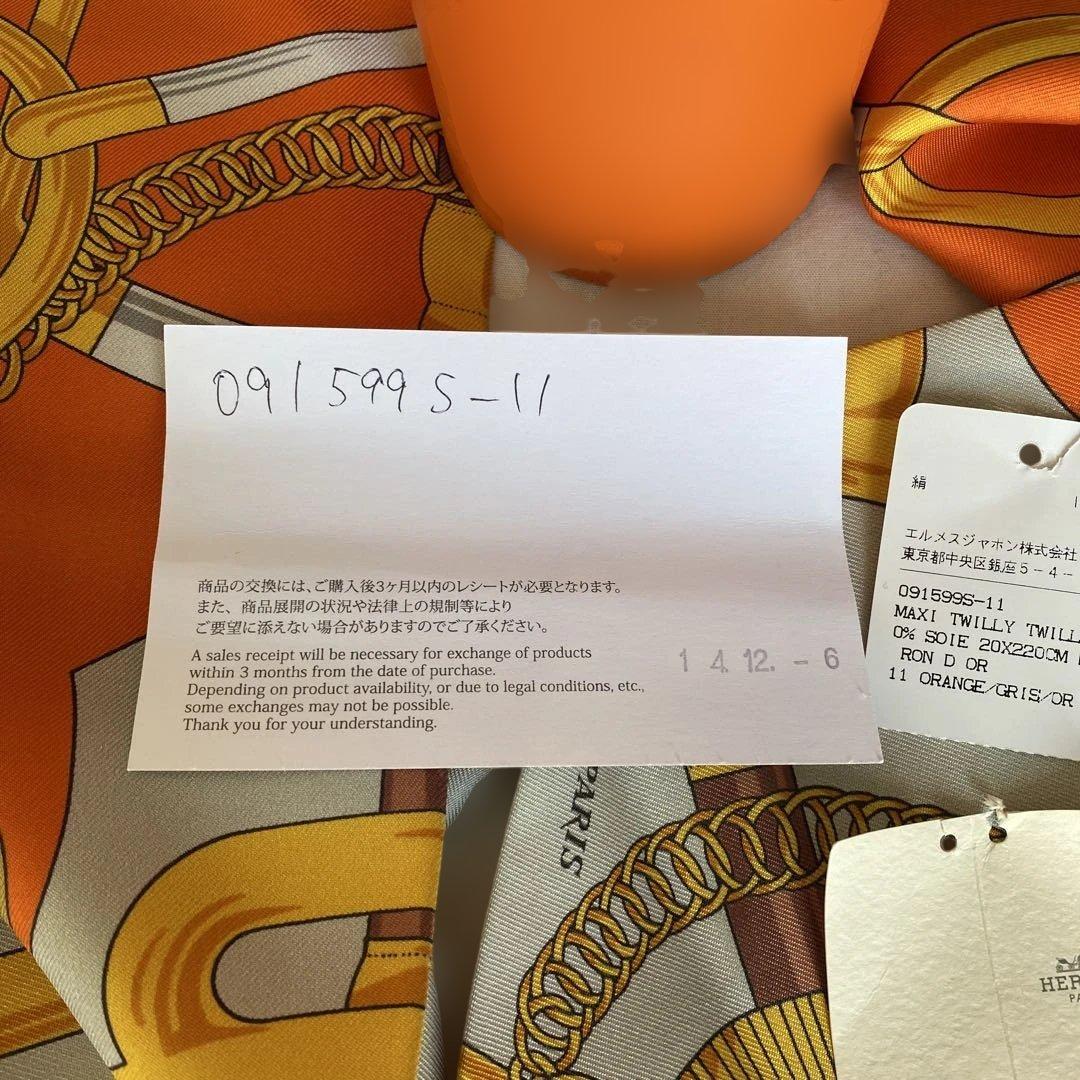 091599S-11
商品の交換には、ご購入後3ヶ月以内のレシートが必要となります。
また、商品展開の状況や法律上の規制等により
ご要望に添えない場合がありますのでご了承ください。
A sales receipt will be necessary for exchange of products
within 3 months from the date of purchase.
Depending on product availability, or due to legal conditions, etc.,
some exchanges may not be possible.
Thank you for your understanding.
1 4. 12. - 6
絹
エルメスジャポン株式会社
東京都中央区銀座5-4-
091599S-11
MAXI TWILLY TWILL
0% SOIE 20X220CM
RON D OR
11 ORANGE/GRIS/OR
PARIS
HER
PA